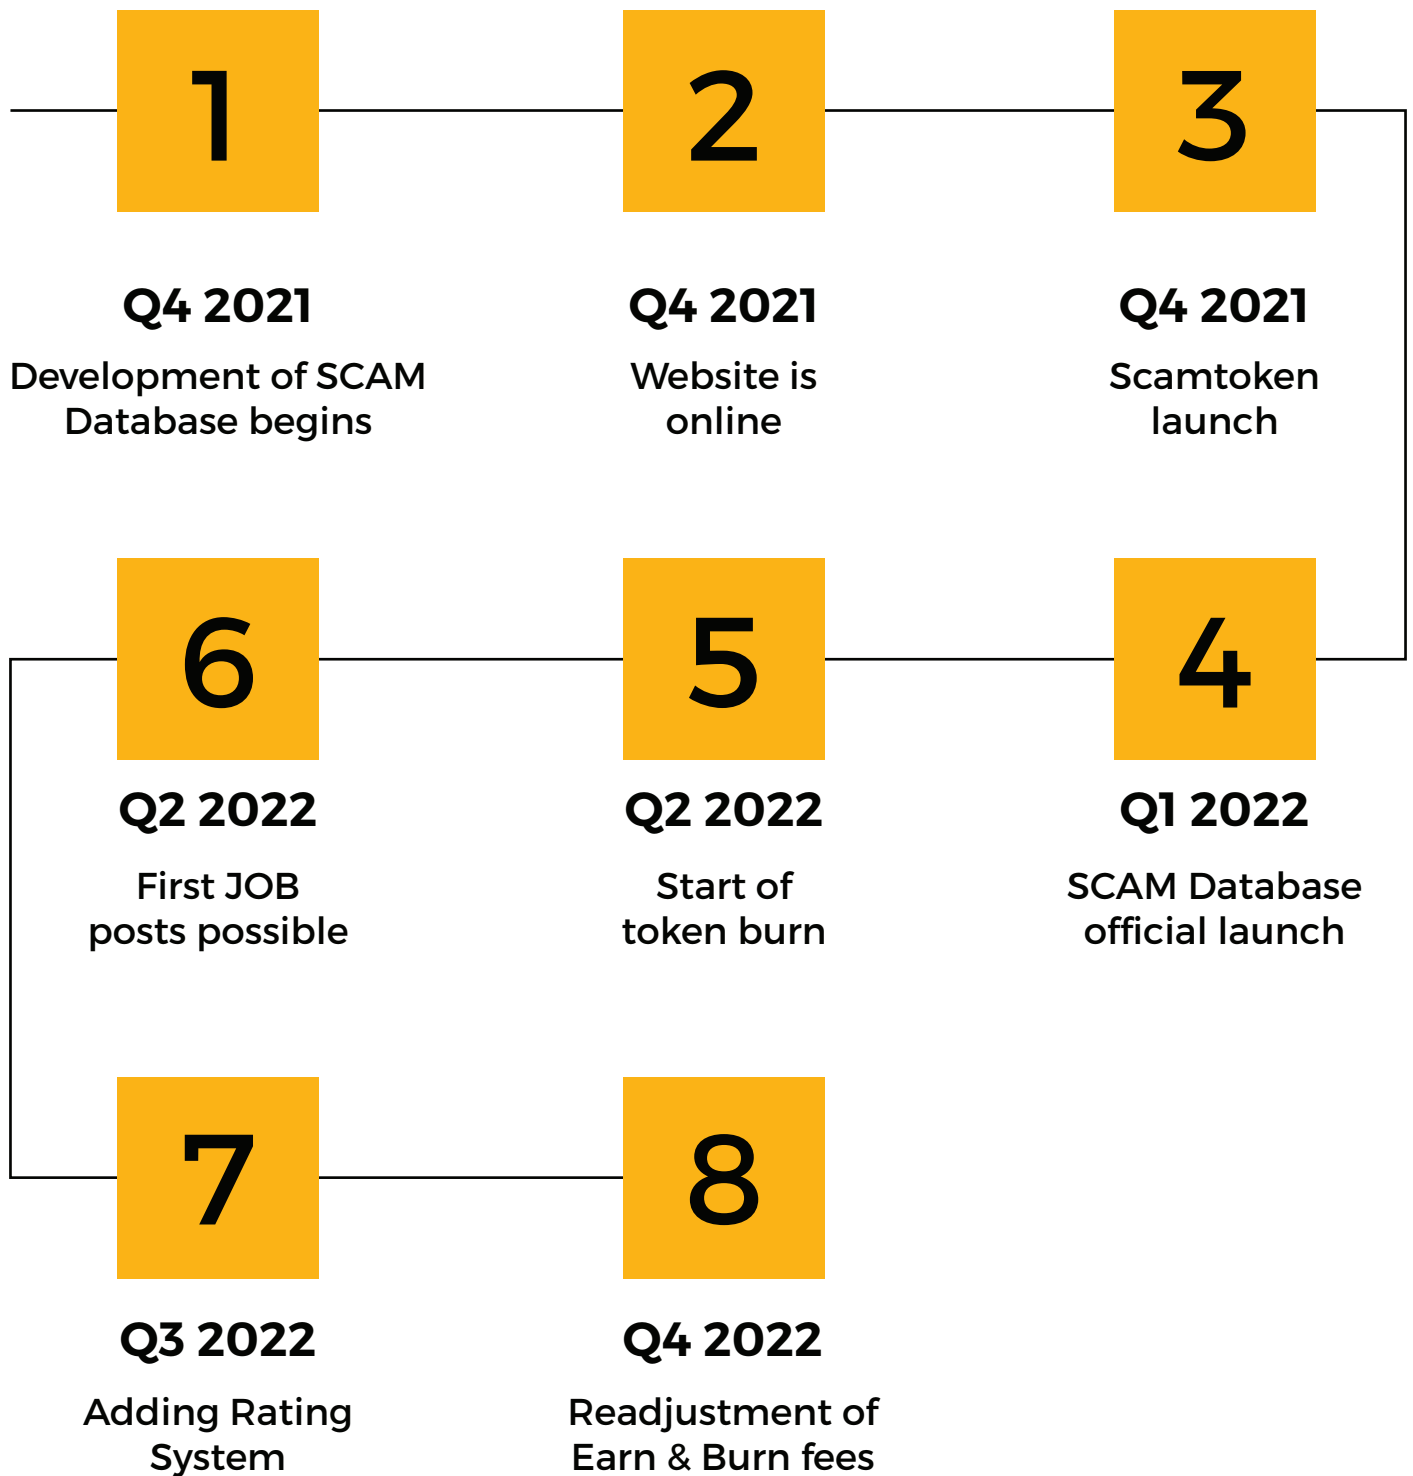 1
Q4 2021
Development of SCAM
Database begins
2
Q4 2021
Website is
online
3
Q4 2021
Scamtoken
launch
4
Q1 2022
SCAM Database
official launch
5
Q2 2022
Start of
token burn
6
Q2 2022
First JOB
posts possible
7
Q3 2022
Adding Rating
System
8
Q4 2022
Readjustment of
Earn & Burn fees